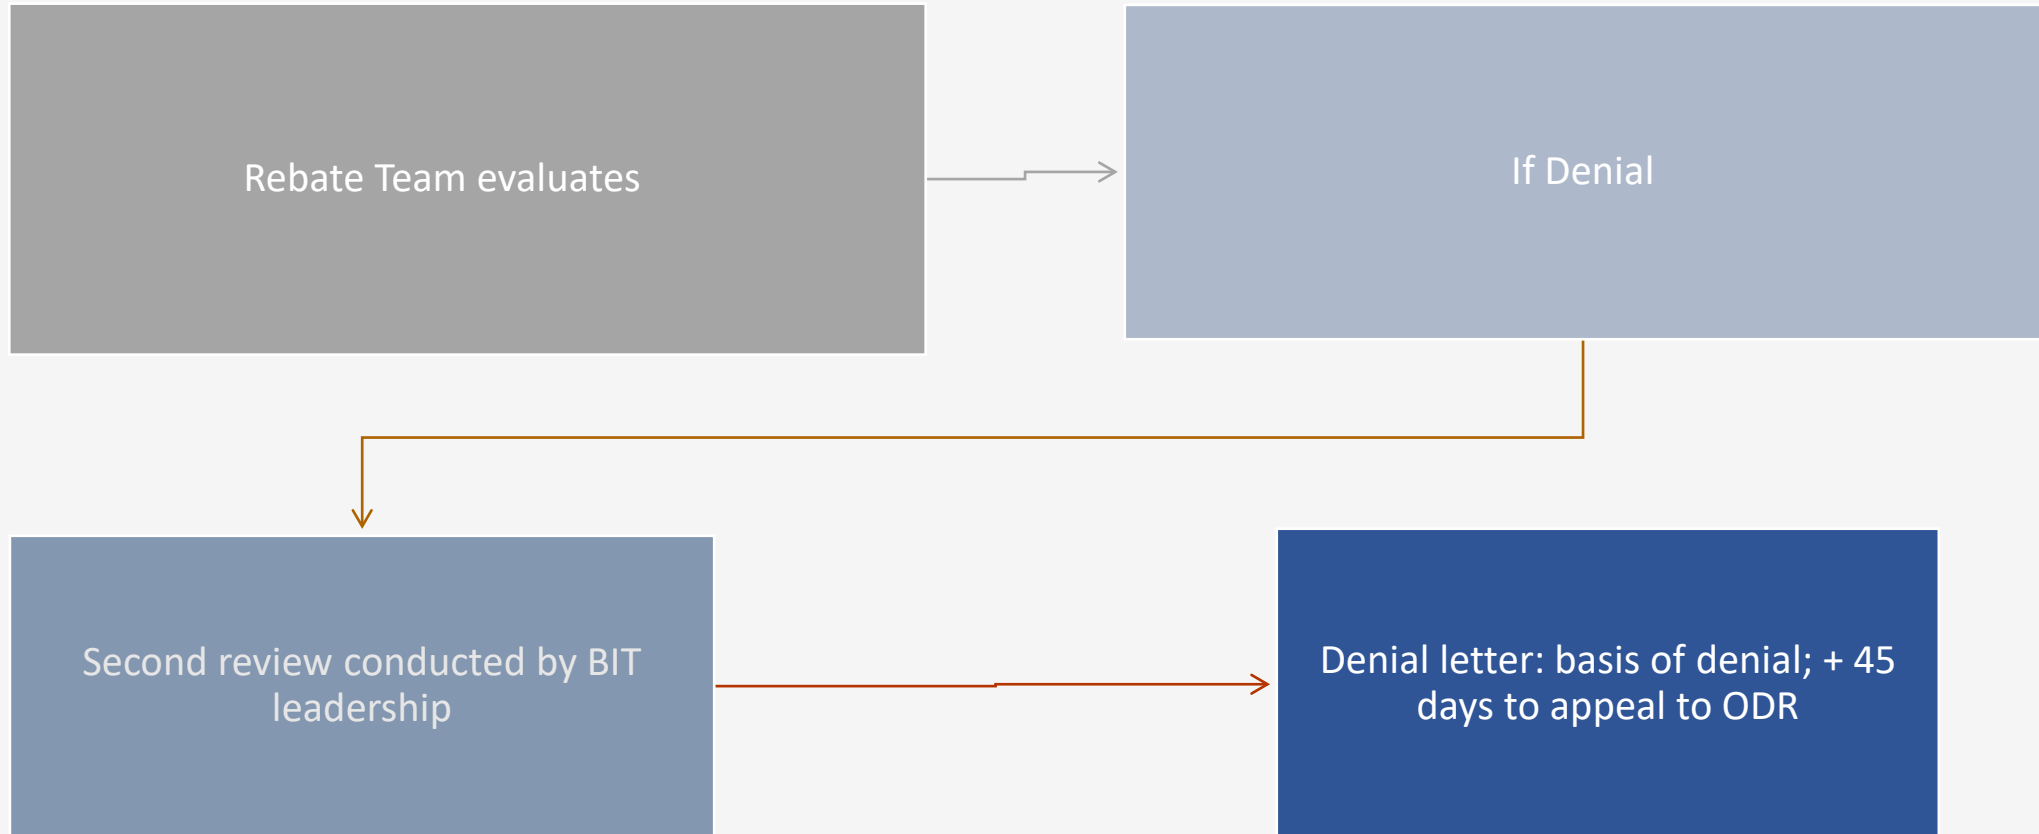 Rebate Team evaluates
If Denial
Second review conducted by BIT
leadership
Denial letter: basis of denial; + 45
days to appeal to ODR